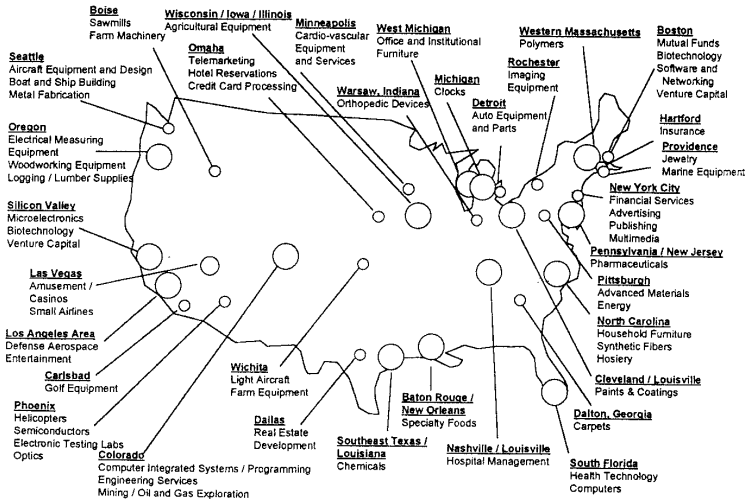 Boise
Sawmills
Farm Machinery
Wisconsin / Iowa / Illinois
Agricultural Equipment
Minneapolis
Cardio-vascular
Equipment
and Services
West Michigan
Office and Institutional
Furniture
Western Massachusetts
Polymers
Boston
Mutual Funds
Biotechnology
Software and
Networking
Venture Capital
Seattle
Aircraft Equipment and Design
Boat and Ship Building
Metal Fabrication
Omaha
Telemarketing
Hotel Reservations
Credit Card Processing
Warsaw, Indiana
Orthopedic Devices
Michigan
Clocks
Detroit
Auto Equipment
and Parts
Rochester
Imaging
Equipment
Hartford
Insurance
Providence
Jewelry
Marine Equipment
Oregon
Electrical Measuring
Equipment
Woodworking Equipment
Logging / Lumber Supplies
New York City
Financial Services
Advertising
Publishing
Multimedia
Silicon Valley
Microelectronics
Biotechnology
Venture Capital
Pennsylvania / New Jersey
Pharmaceuticals
Las Vegas
Amusement /
Casinos
Small Airlines
Pittsburgh
Advanced Materials
Energy
North Carolina
Household Furniture
Synthetic Fibers
Hosiery
Los Angeles Area
Defense Aerospace
Entertainment
Carlsbad
Golf Equipment
Wichita
Light Aircraft
Farm Equipment
Cleveland / Louisville
Paints & Coatings
Phoenix
Helicopters
Semiconductors
Electronic Testing Labs
Optics
Dallas
Real Estate
Development
Baton Rouge /
New Orleans
Specialty Foods
Dalton, Georgia
Carpets
Colorado
Computer Integrated Systems / Programming
Engineering Services
Mining / Oil and Gas Exploration
Southeast Texas /
Louisiana
Chemicals
Nashville / Louisville
Hospital Management
South Florida
Health Technology
Computers